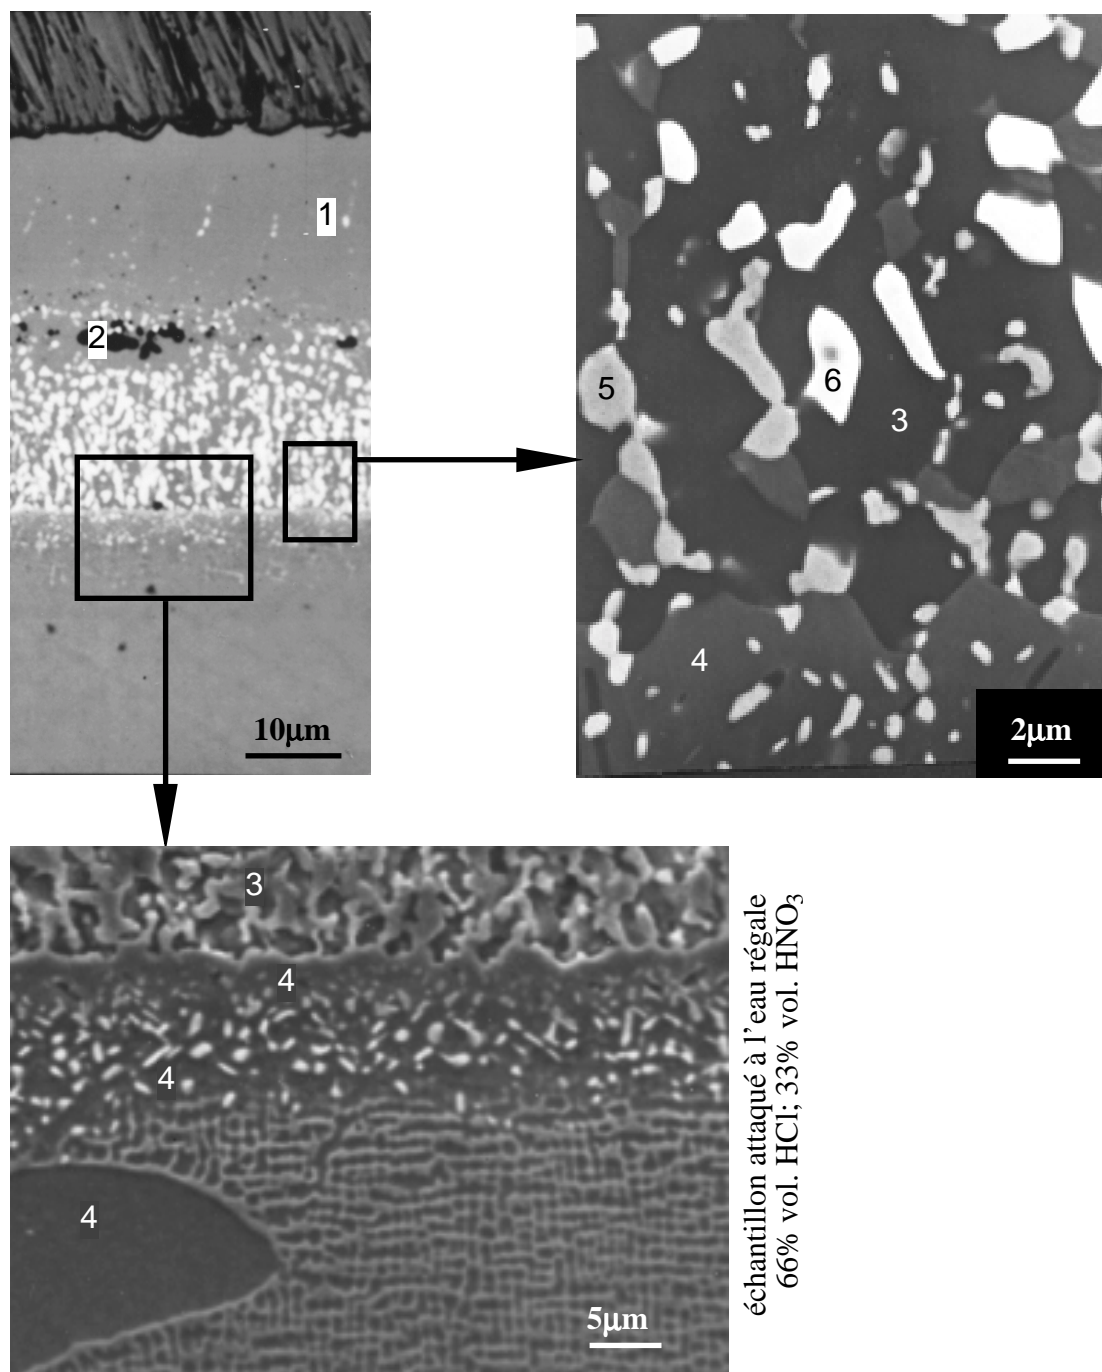 1
2
10μm
5
6
3
4
2μm
3
4
4
4
5μm
échantillon attaqué à l'eau régale
66% vol. HCl; 33% vol. HNO3